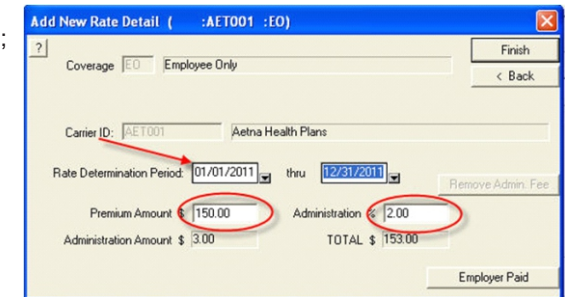 Add New Rate Detail ( :AET001 :EO)
;
? Finish
Coverage EO Employee Only
< Back
Carrier ID: AET001 Aetna Health Plans
Rate Determination Period: 01/01/2011 thru 12/31/2011
Remove Admin. Fee
Premium Amount $ 150.00 Administration % 2.00
Administration Amount $ 3.00 TOTAL $ 153.00
Employer Paid